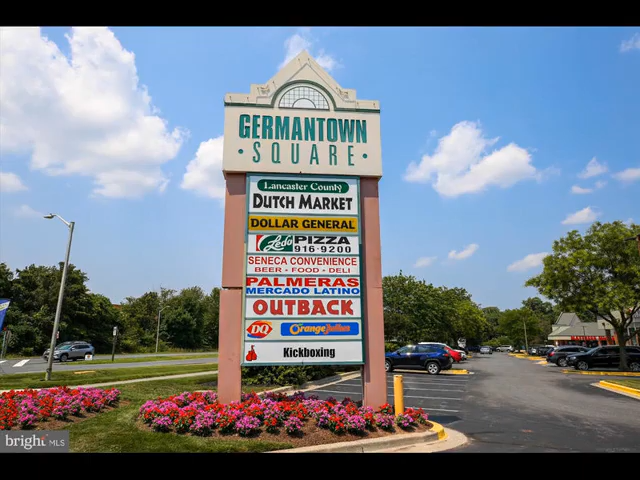 GERMANTOWN
• SQUARE •
Lancaster County
DUTCH MARKET
DOLLAR GENERAL
Ledo PIZZA
916-9200
SENECA CONVENIENCE
BEER • FOOD • DELI
PALMERAS
MERCADO LATINO
OUTBACK
DQ Orange Julius
Kickboxing
bright MLS